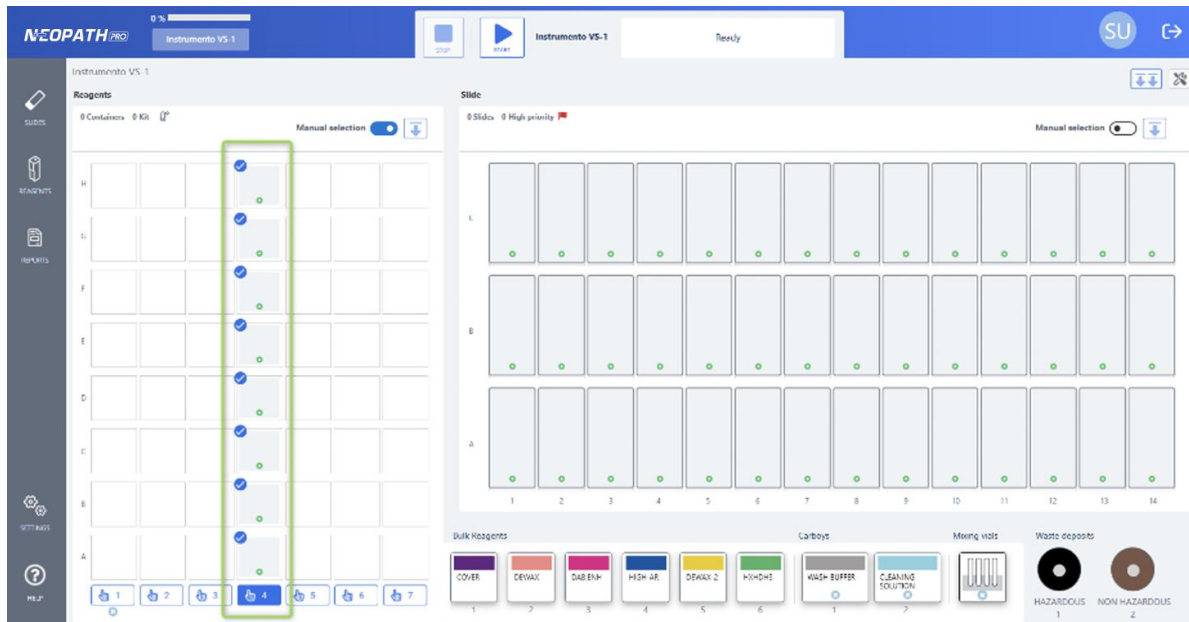 NEOPATH PRO
0 %
Instrumento VS-1
STOP
START
Instrumento VS-1
Ready
SU
Instrumento VS-1
SLIDES
REAGENTS
REPORTS
SETTINGS
HELP
Reagents
0 Containers 0 Kit
Manual selection
H
G
F
E
D
C
B
A
1 2 3 4 5 6 7
Slide
0 Slides 0 High priority
Manual selection
C
B
A
1 2 3 4 5 6 7 8 9 10 11 12 13 14
Bulk Reagents
Carboys
Mixing vials
Waste deposits
COVER
DEWAX
DAB ENH
HIGH AR
DEWAX 2
WASH BUFFER
CLEANING
SOLUTION
1 2 3 4 5 6
1 2
HAZARDOUS
1
NON HAZARDOUS
2